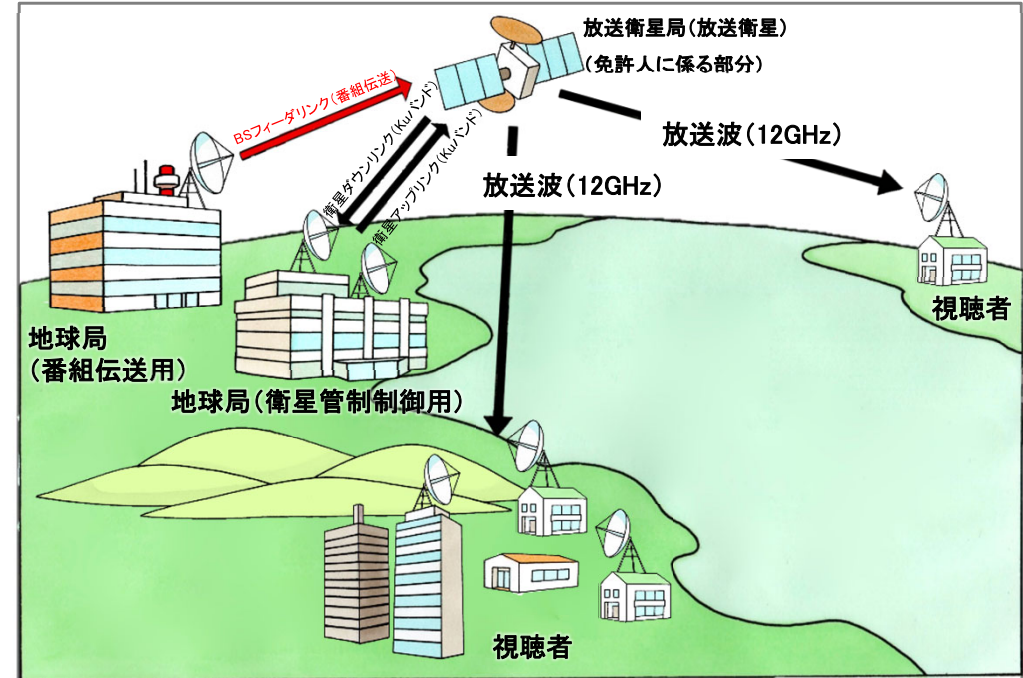 放送衛星局（放送衛星）
（免許人に係る部分）
BSフィーダリンク（番組伝送）
衛星ダウンリンク（Kuバンド）
衛星アップリンク（Kuバンド）
放送波（12GHz）
放送波（12GHz）
視聴者
地球局
（番組伝送用）
地球局（衛星管制制御用）
視聴者